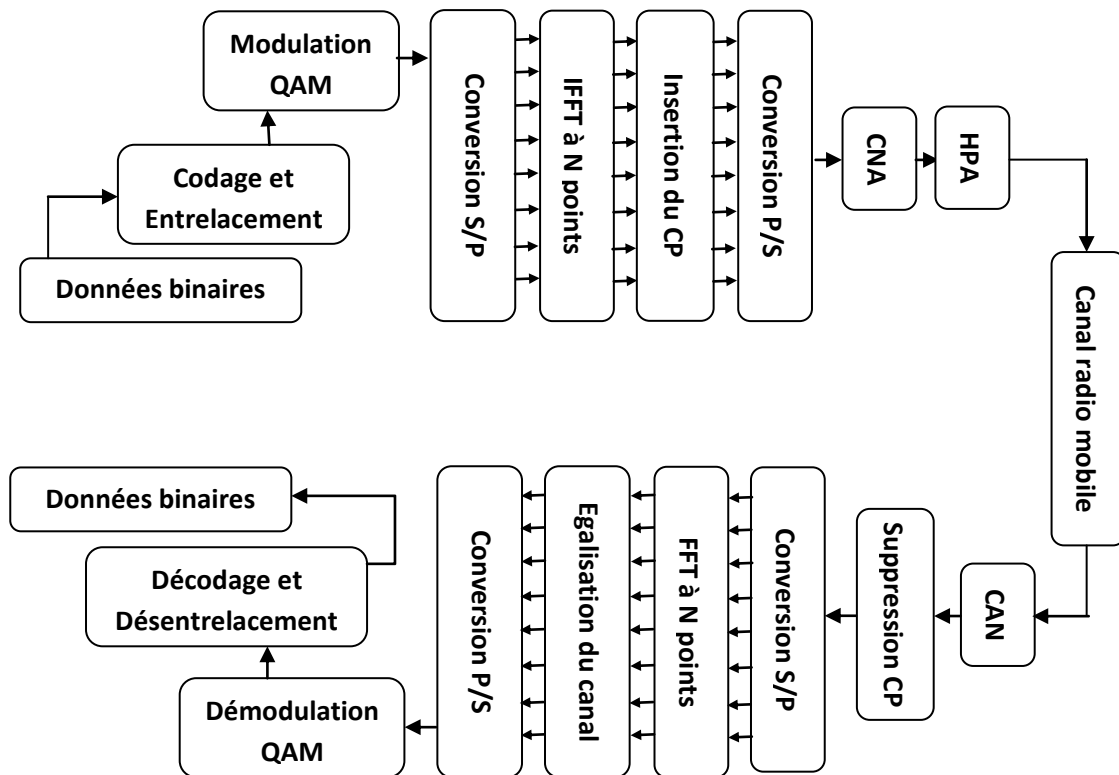 Données binaires
Codage et
Entrelacement
Modulation
QAM
Conversion S/P
IFFT à N points
Insertion du CP
Conversion P/S
CNA
HPA
Canal radio mobile
CAN
Suppression CP
Conversion S/P
FFT à N points
Egalisation du canal
Conversion P/S
Démodulation
QAM
Décodage et
Désentrelacement
Données binaires